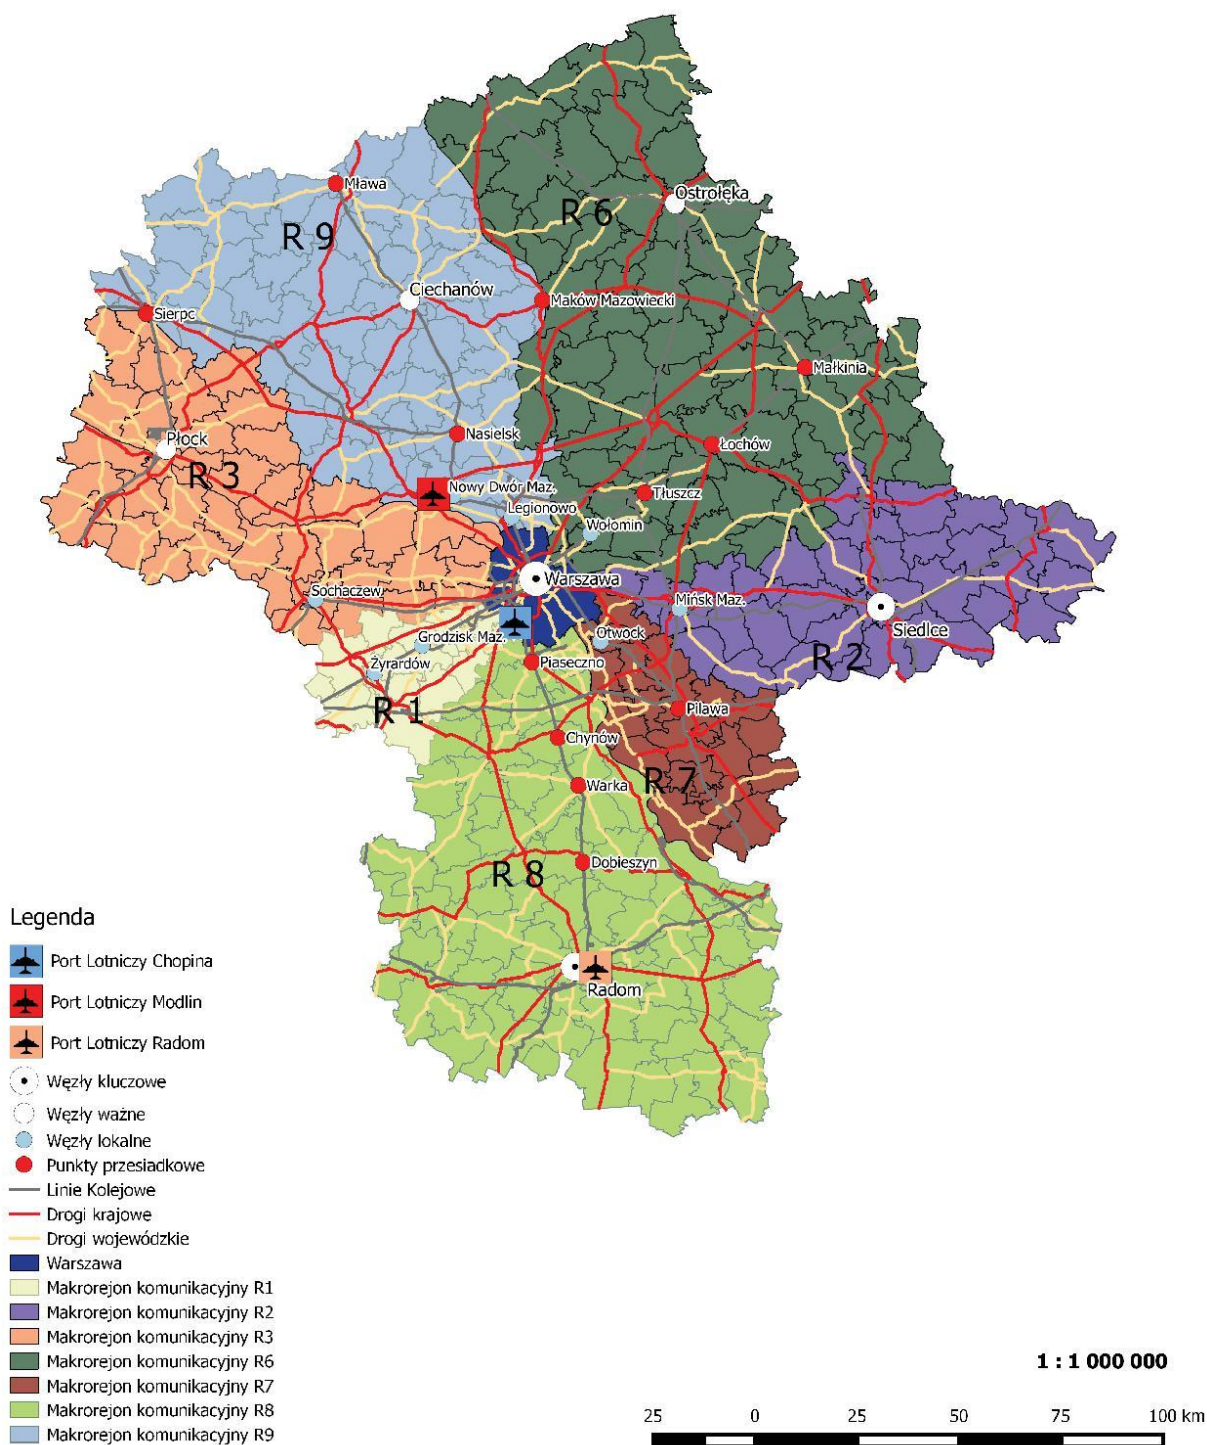 Mława
Ostrołęka
R 6
R 9
Ciechanów
Maków Mazowiecki
Sierpc
Małkinia
Płock
Nasielsk
Łochów
R 3
Nowy Dwór Maz.
Tłuszcz
Legionowo
Wołomin
Warszawa
Sochaczew
Mińsk Maz.
Siedlce
Grodzisk Maz.
Otwock
R 2
Żyrardów
Piaseczno
R 1
Pilawa
Chynów
R 7
Warka
R 8
Dobieszyn
Radom
Legenda
Port Lotniczy Chopina
Port Lotniczy Modlin
Port Lotniczy Radom
Węzły kluczowe
Węzły ważne
Węzły lokalne
Punkty przesiadkowe
Linie Kolejowe
Drogi krajowe
Drogi wojewódzkie
Warszawa
Makrorejon komunikacyjny R1
Makrorejon komunikacyjny R2
Makrorejon komunikacyjny R3
Makrorejon komunikacyjny R6
Makrorejon komunikacyjny R7
Makrorejon komunikacyjny R8
Makrorejon komunikacyjny R9
1 : 1 000 000
25 0 25 50 75 100 km